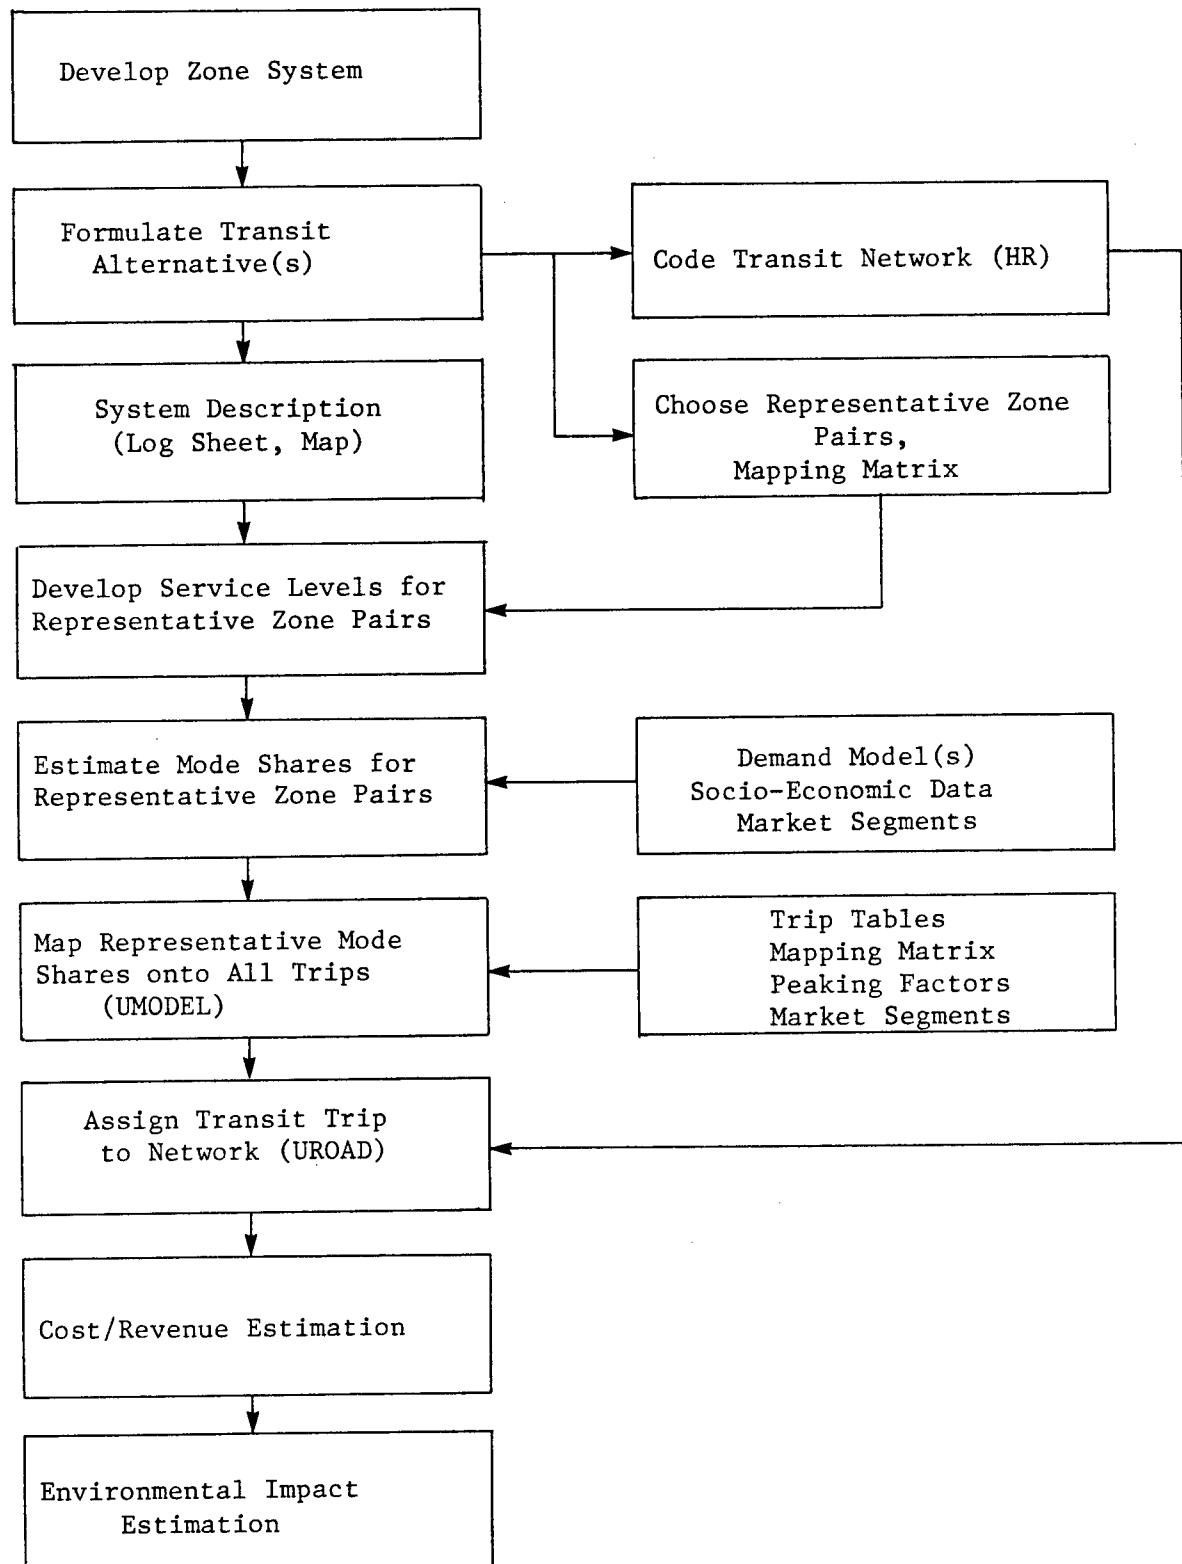 Develop Zone System
Formulate Transit
Alternative(s)
Code Transit Network (HR)
System Description
(Log Sheet, Map)
Choose Representative Zone
Pairs,
Mapping Matrix
Develop Service Levels for
Representative Zone Pairs
Estimate Mode Shares for
Representative Zone Pairs
Demand Model(s)
Socio-Economic Data
Market Segments
Map Representative Mode
Shares onto All Trips
(UMODEL)
Trip Tables
Mapping Matrix
Peaking Factors
Market Segments
Assign Transit Trip
to Network (UROAD)
Cost/Revenue Estimation
Environmental Impact
Estimation